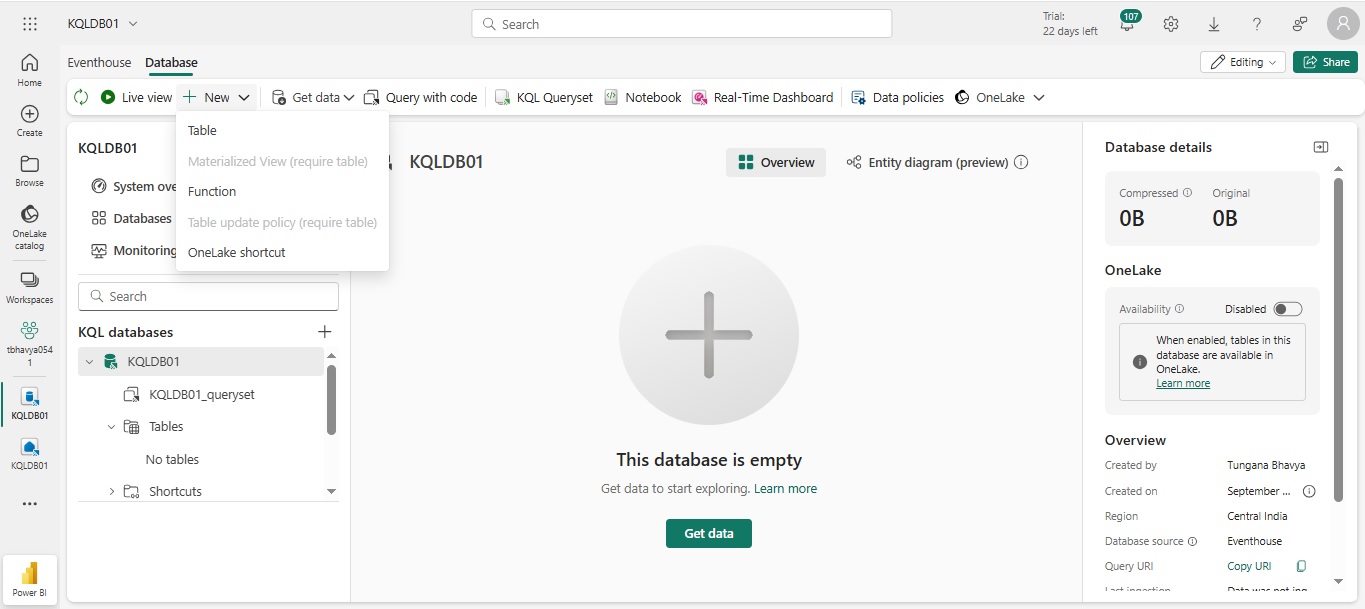 KQLDB01
Search
Trial:
22 days left
107
Home
Create
Browse
OneLake
catalog
Workspaces
tbhavya054
1
KQLDB01
KQLDB01
Power BI
Eventhouse
Database
Editing
Share
Live view
New
Get data
Query with code
KQL Queryset
Notebook
Real-Time Dashboard
Data policies
OneLake
Table
Materialized View (require table)
Function
Table update policy (require table)
OneLake shortcut
KQLDB01
System ove
Databases
Monitoring
Search
KQL databases
KQLDB01
KQLDB01_queryset
Tables
No tables
Shortcuts
KQLDB01
Overview
Entity diagram (preview)
This database is empty
Get data to start exploring. Learn more
Get data
Database details
Compressed
Original
0B
0B
OneLake
Availability
Disabled
When enabled, tables in this
database are available in
OneLake.
Learn more
Overview
Created by
Tungana Bhavya
Created on
September ...
Region
Central India
Database source
Eventhouse
Query URI
Copy URI
Last ingestion
Data was not ing